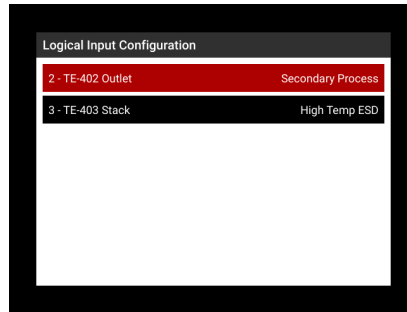 Logical Input Configuration
2 - TE-402 Outlet Secondary Process
3 - TE-403 Stack High Temp ESD